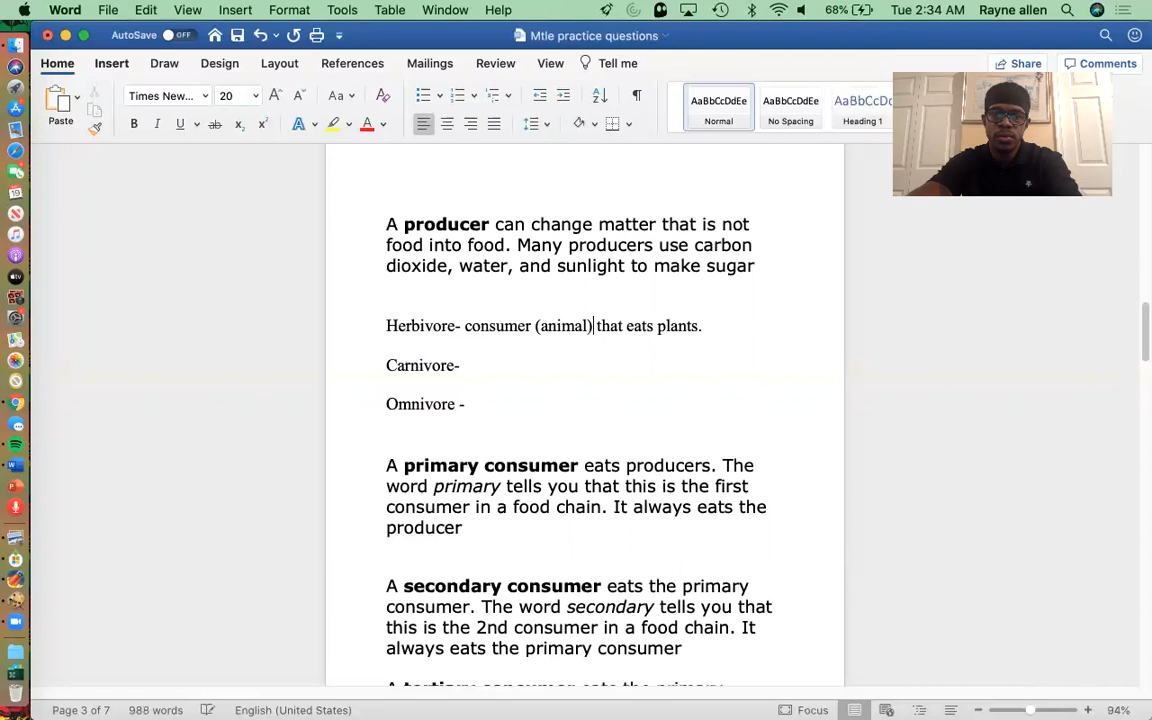 Word File Edit View Insert Format Tools Table Window Help 68% Tue 2:34 AM Rayne allen
AutoSave OFF Mtle practice questions
Home Insert Draw Design Layout References Mailings Review View Tell me Share Comments
Paste Times New... 20 Aa AaBbCcDdEe AaBbCcDdEe AaBbCcDc
Normal No Spacing Heading 1
A producer can change matter that is not
food into food. Many producers use carbon
dioxide, water, and sunlight to make sugar
Herbivore- consumer (animal) that eats plants.
Carnivore-
Omnivore -
A primary consumer eats producers. The
word primary tells you that this is the first
consumer in a food chain. It always eats the
producer
A secondary consumer eats the primary
consumer. The word secondary tells you that
this is the 2nd consumer in a food chain. It
always eats the primary consumer
A tertiary consumer eats the primary
Page 3 of 7 988 words English (United States) Focus 94%